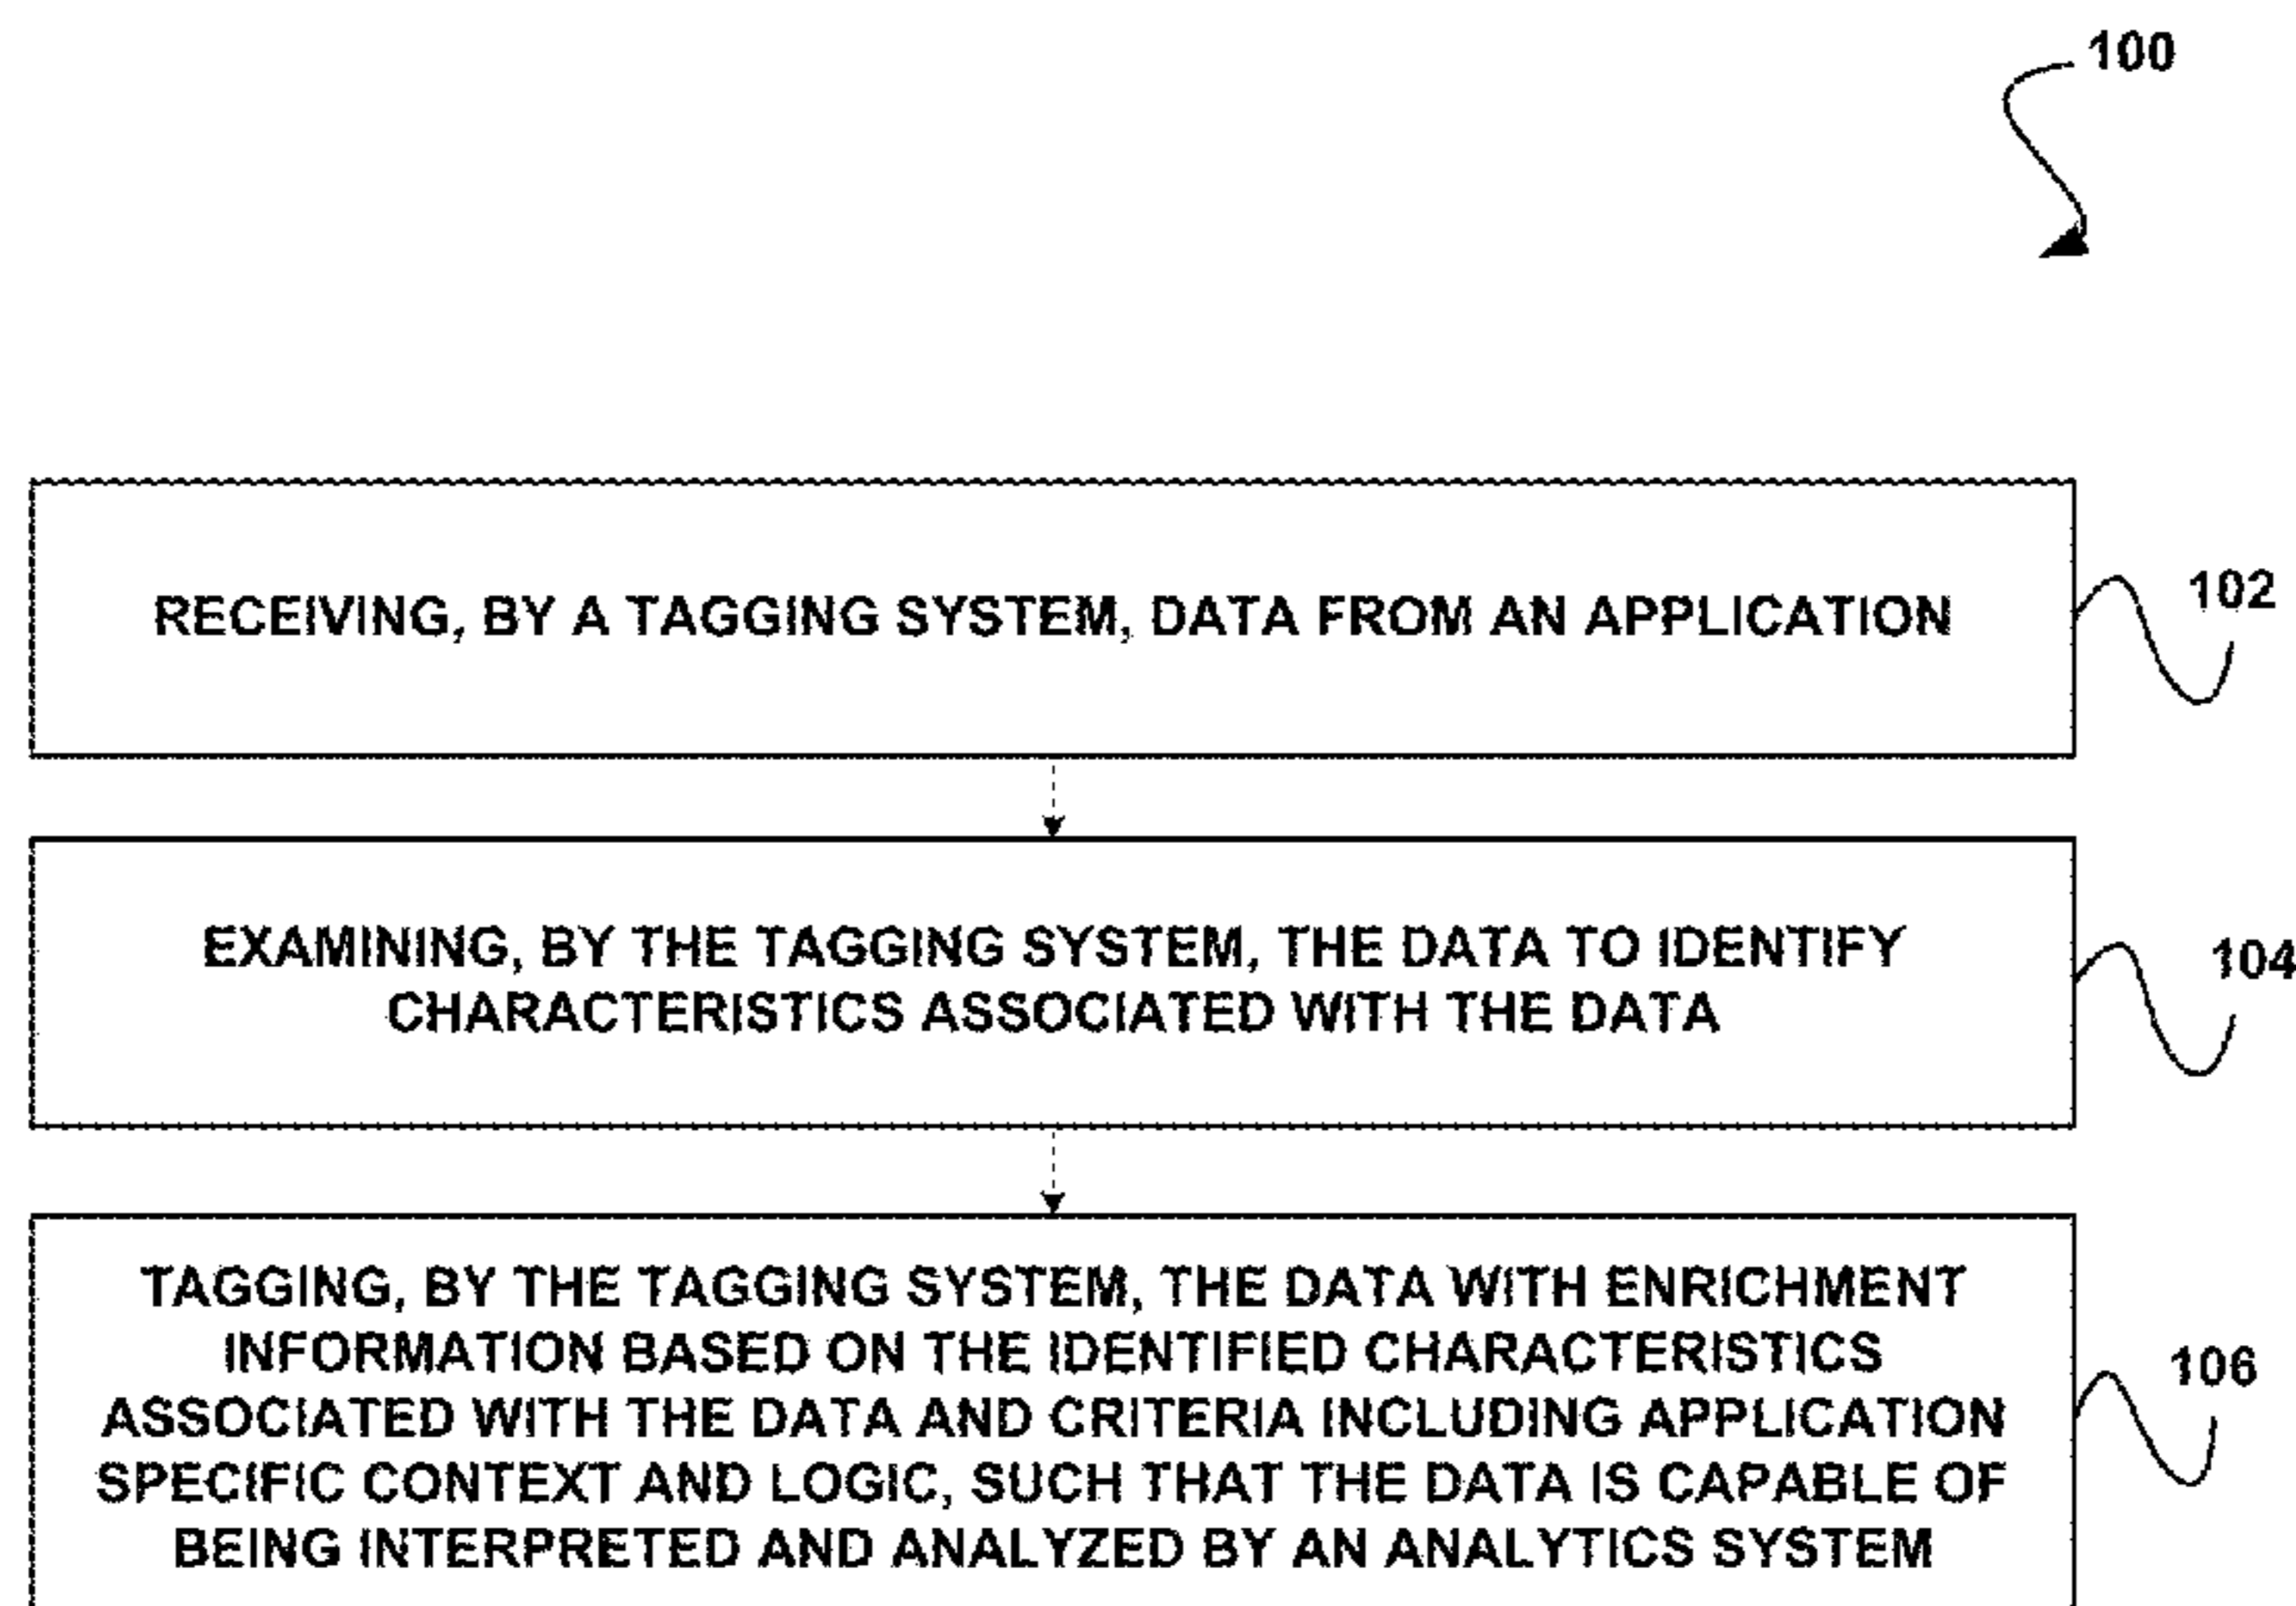 100
RECEIVING, BY A TAGGING SYSTEM, DATA FROM AN APPLICATION
102
EXAMINING, BY THE TAGGING SYSTEM, THE DATA TO IDENTIFY
CHARACTERISTICS ASSOCIATED WITH THE DATA
104
TAGGING, BY THE TAGGING SYSTEM, THE DATA WITH ENRICHMENT
INFORMATION BASED ON THE IDENTIFIED CHARACTERISTICS
ASSOCIATED WITH THE DATA AND CRITERIA INCLUDING APPLICATION
SPECIFIC CONTEXT AND LOGIC, SUCH THAT THE DATA IS CAPABLE OF
BEING INTERPRETED AND ANALYZED BY AN ANALYTICS SYSTEM
106